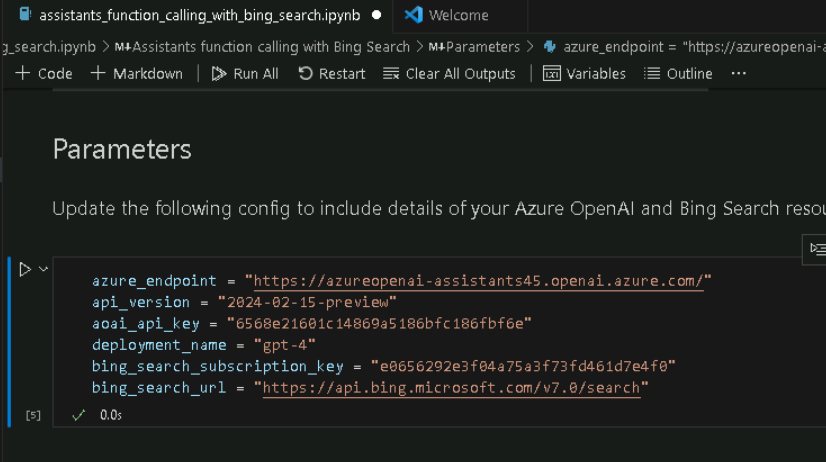 assistants_function_calling_with_bing_search.ipynb ● Welcome
g_search.ipynb > M↓Assistants function calling with Bing Search > M↓Parameters > azure_endpoint = "https://azureopenai-a
+ Code + Markdown | Run All Restart Clear All Outputs | Variables Outline ...
Parameters
Update the following config to include details of your Azure OpenAI and Bing Search resou
azure_endpoint = "https://azureopenai-assistants45.openai.azure.com/"
api_version = "2024-02-15-preview"
aoai_api_key = "6568e21601c14869a5186bfc186fbf6e"
deployment_name = "gpt-4"
bing_search_subscription_key = "e0656292e3f04a75a3f73fd461d7e4f0"
bing_search_url = "https://api.bing.microsoft.com/v7.0/search"
[5] ✓ 0.0s